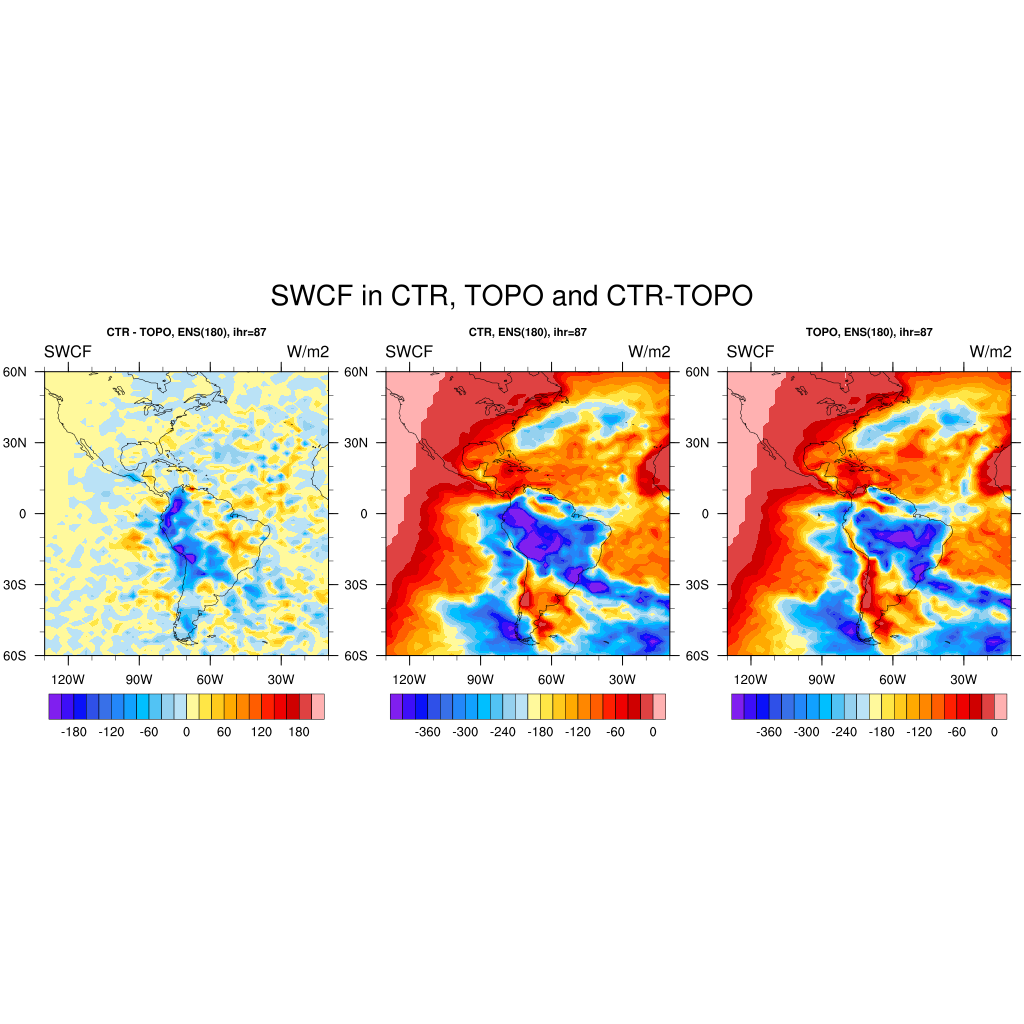 SWCF in CTR, TOPO and CTR-TOPO
CTR - TOPO, ENS(180), ihr=87
CTR, ENS(180), ihr=87
TOPO, ENS(180), ihr=87
SWCF W/m2
SWCF W/m2
SWCF W/m2
60N 60N 60N
30N 30N 30N
0 0 0
30S 30S 30S
60S 60S 60S
120W 90W 60W 30W
120W 90W 60W 30W
120W 90W 60W 30W
-180 -120 -60 0 60 120 180
-360 -300 -240 -180 -120 -60 0
-360 -300 -240 -180 -120 -60 0